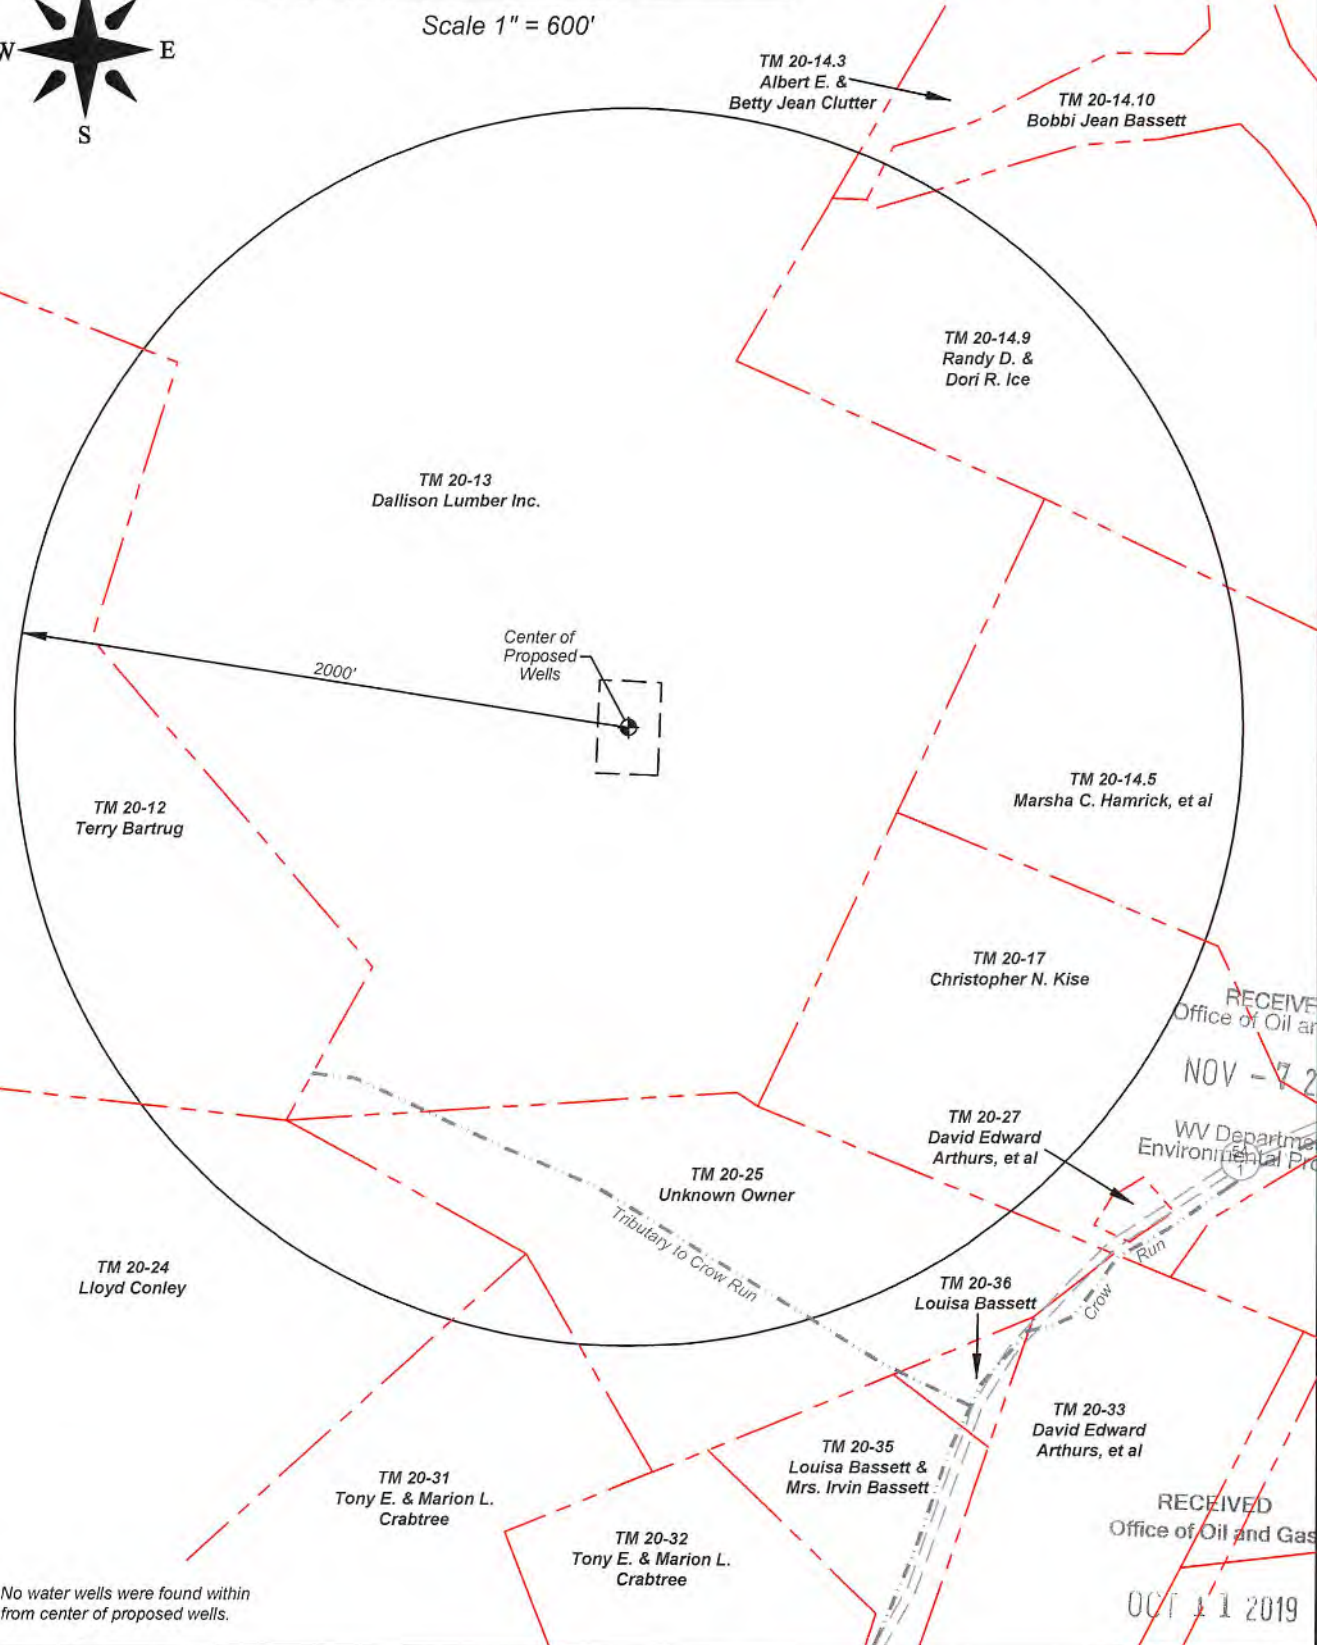 Scale 1" = 600'
W
E
S
TM 20-14.3
Albert E. &
Betty Jean Clutter
TM 20-14.10
Bobbi Jean Bassett
TM 20-14.9
Randy D. &
Dori R. Ice
TM 20-13
Dallison Lumber Inc.
Center of
Proposed
Wells
2000'
TM 20-12
Terry Bartrug
TM 20-14.5
Marsha C. Hamrick, et al
TM 20-17
Christopher N. Kise
RECEIVE
Office of Oil an
NOV - 7 2
WV Departme
Environmental Pro
1
TM 20-27
David Edward
Arthurs, et al
TM 20-25
Unknown Owner
Tributary to Crow Run
Crow
Run
TM 20-24
Lloyd Conley
TM 20-36
Louisa Bassett
TM 20-33
David Edward
Arthurs, et al
TM 20-35
Louisa Bassett &
Mrs. Irvin Bassett
TM 20-31
Tony E. & Marion L.
Crabtree
TM 20-32
Tony E. & Marion L.
Crabtree
RECEIVED
Office of Oil and Gas
OCT 11 2019
No water wells were found within
from center of proposed wells.